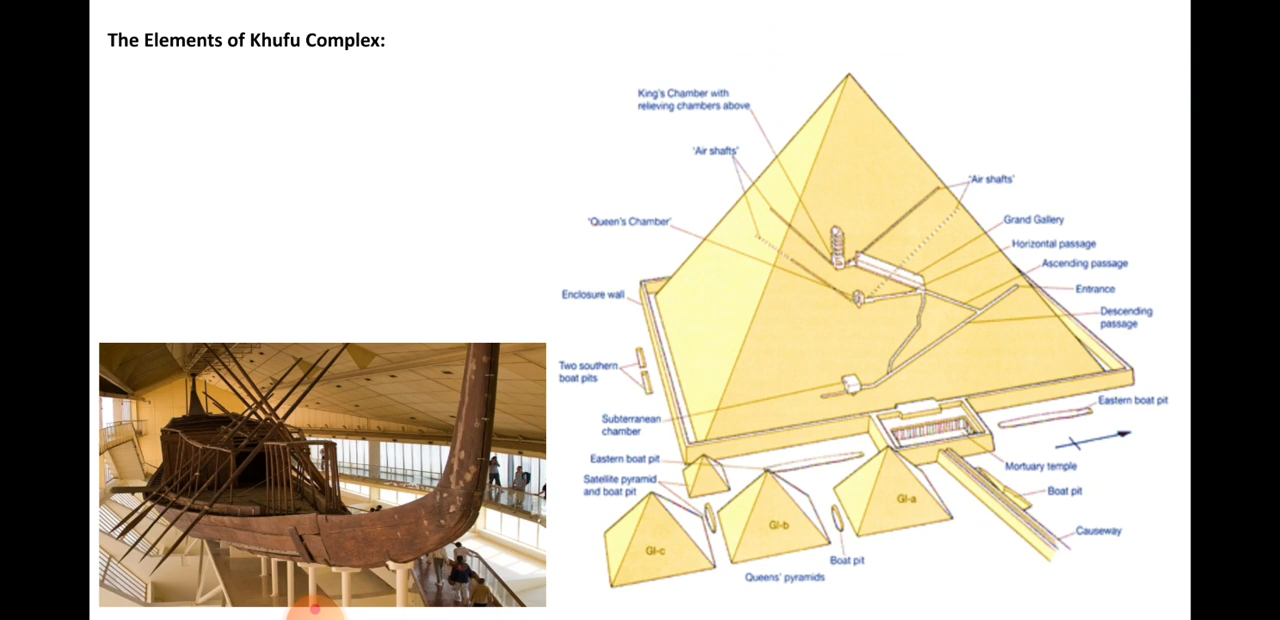 The Elements of Khufu Complex:
King's Chamber with
relieving chambers above
'Air shafts'
'Air shafts'
'Queen's Chamber'
Grand Gallery
Horizontal passage
Ascending passage
Entrance
Descending
passage
Enclosure wall
Two southern
boat pits
Subterranean
chamber
Eastern boat pit
Eastern boat pit
Satellite pyramid
and boat pit
Mortuary temple
Boat pit
Causeway
GI-a
GI-b
GI-c
Boat pit
Queens' pyramids